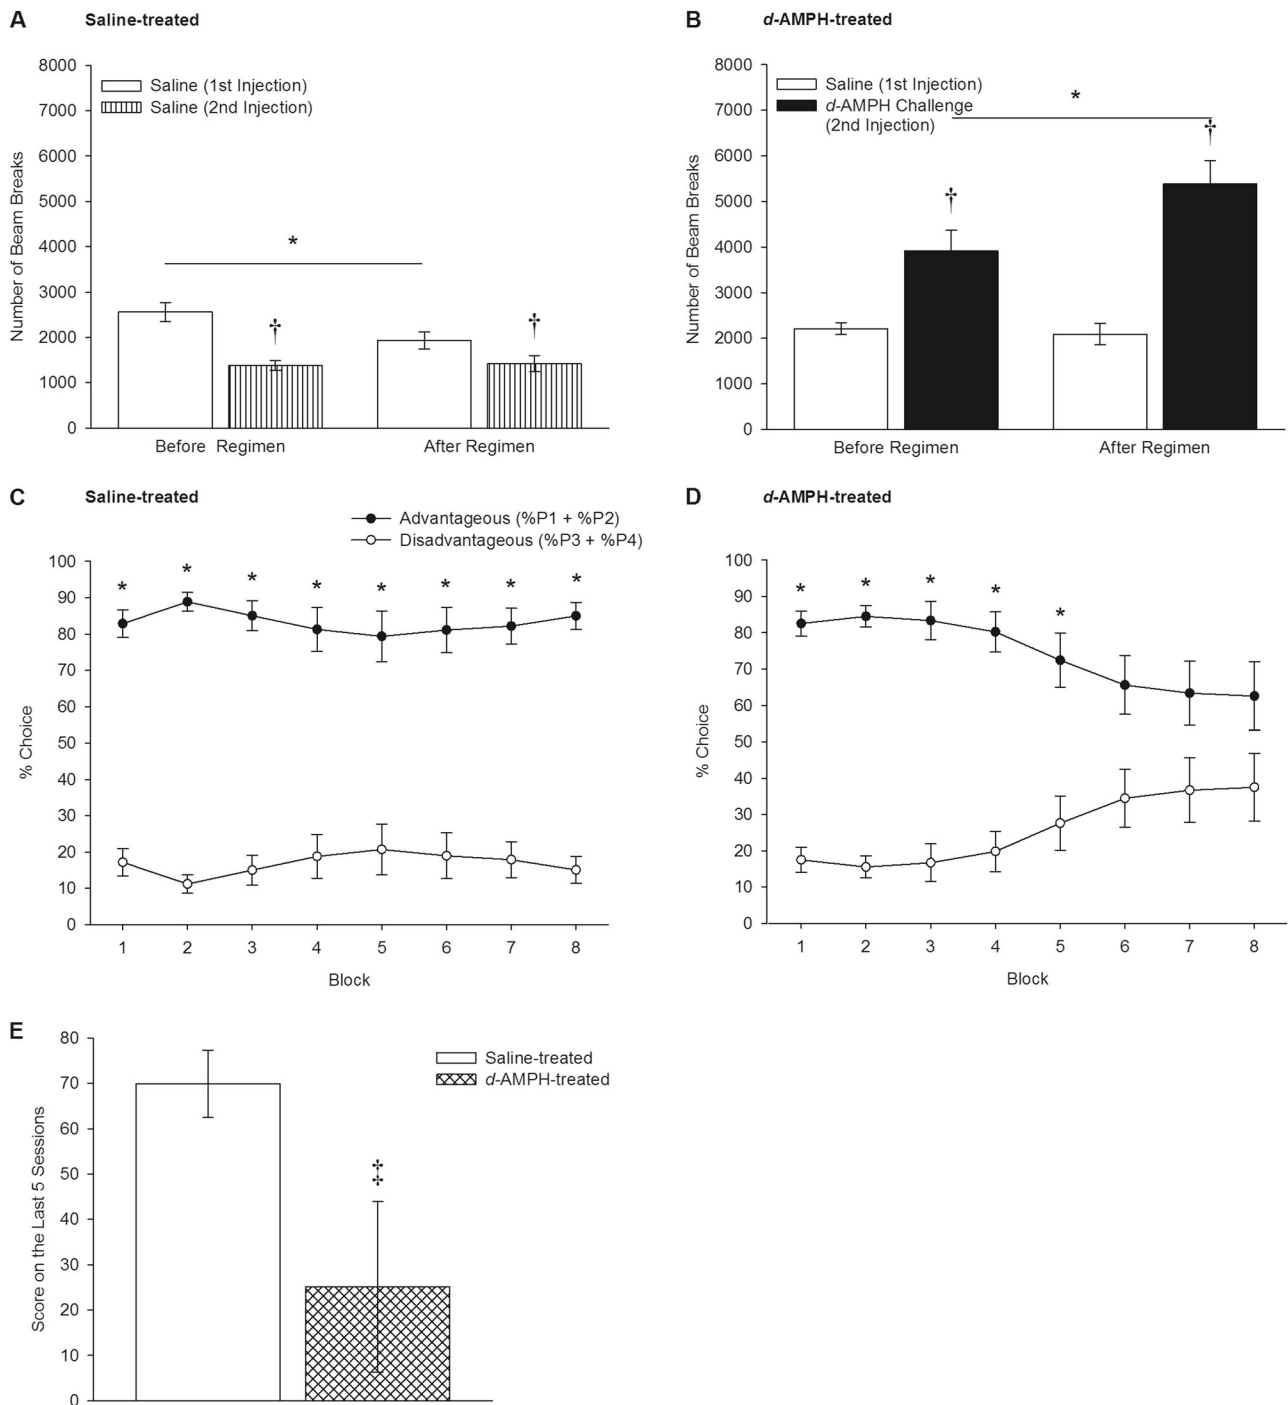 A Saline-treated
8000
7000
6000
5000
4000
3000
2000
1000
0
Number of Beam Breaks
Saline (1st Injection)
Saline (2nd Injection)
*
†
†
Before Regimen
After Regimen
B d-AMPH-treated
8000
7000
6000
5000
4000
3000
2000
1000
0
Number of Beam Breaks
Saline (1st Injection)
d-AMPH Challenge
(2nd Injection)
*
†
†
Before Regimen
After Regimen
C Saline-treated
Advantageous (%P1 + %P2)
Disadvantageous (%P3 + %P4)
100
90
80
70
60
50
40
30
20
10
0
% Choice
* * * * * * * *
1 2 3 4 5 6 7 8
Block
D d-AMPH-treated
100
90
80
70
60
50
40
30
20
10
0
% Choice
* * * * *
1 2 3 4 5 6 7 8
Block
E
80
70
60
50
40
30
20
10
0
Score on the Last 5 Sessions
Saline-treated
d-AMPH-treated
‡